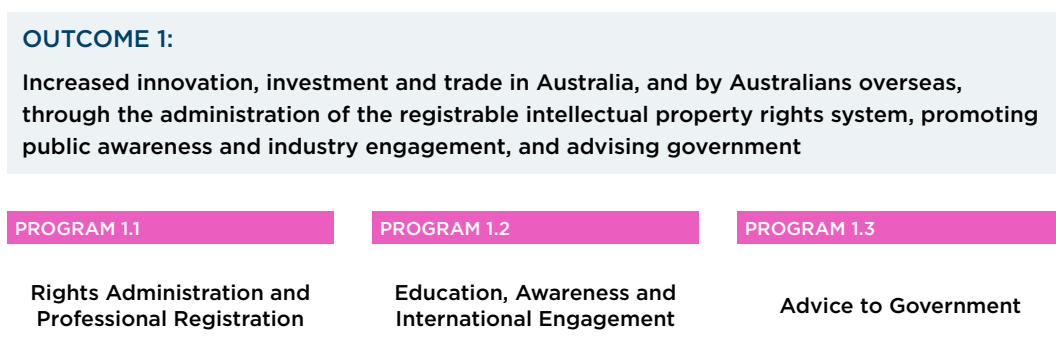 OUTCOME 1:
Increased innovation, investment and trade in Australia, and by Australians overseas,
through the administration of the registrable intellectual property rights system, promoting
public awareness and industry engagement, and advising government
PROGRAM 1.1
Rights Administration and
Professional Registration
PROGRAM 1.2
Education, Awareness and
International Engagement
PROGRAM 1.3
Advice to Government